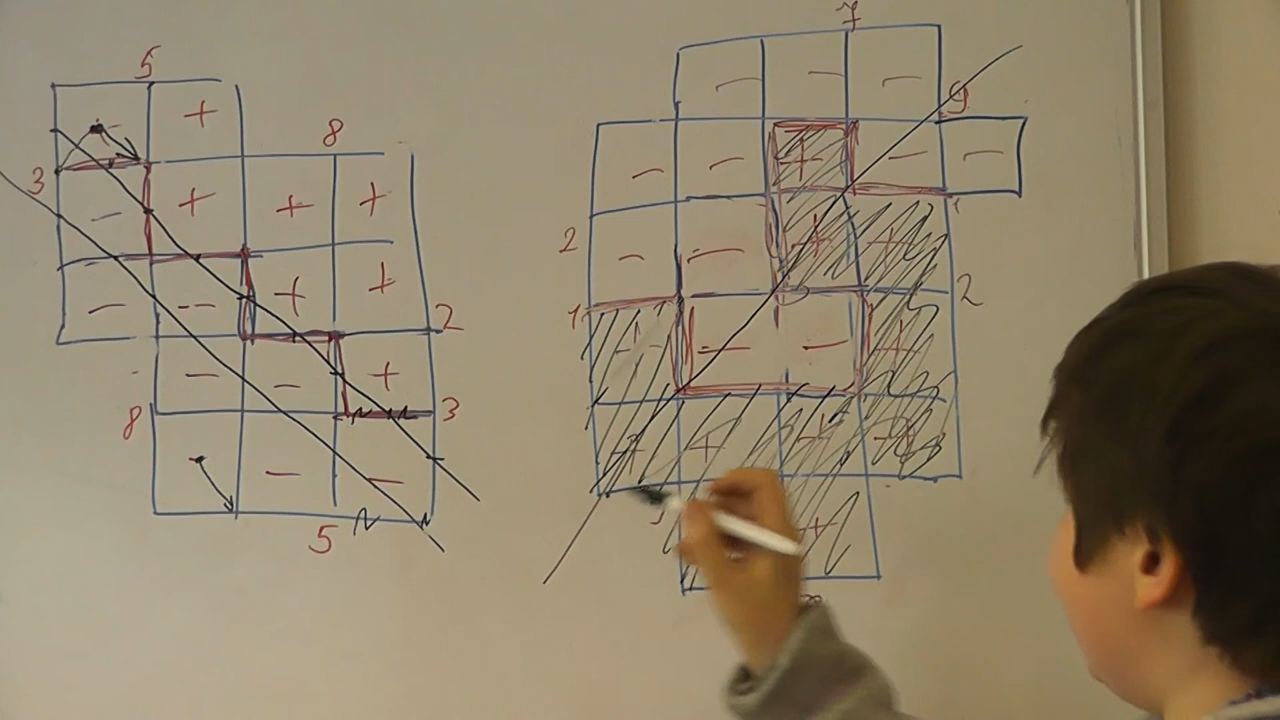 5
- +
8
3
- + + +
- -- + +
2
- - +
8
3
- -
5
7
- - -
9
- - + - -
2
- - + +
1
2
+ - - +
+ + + +
+